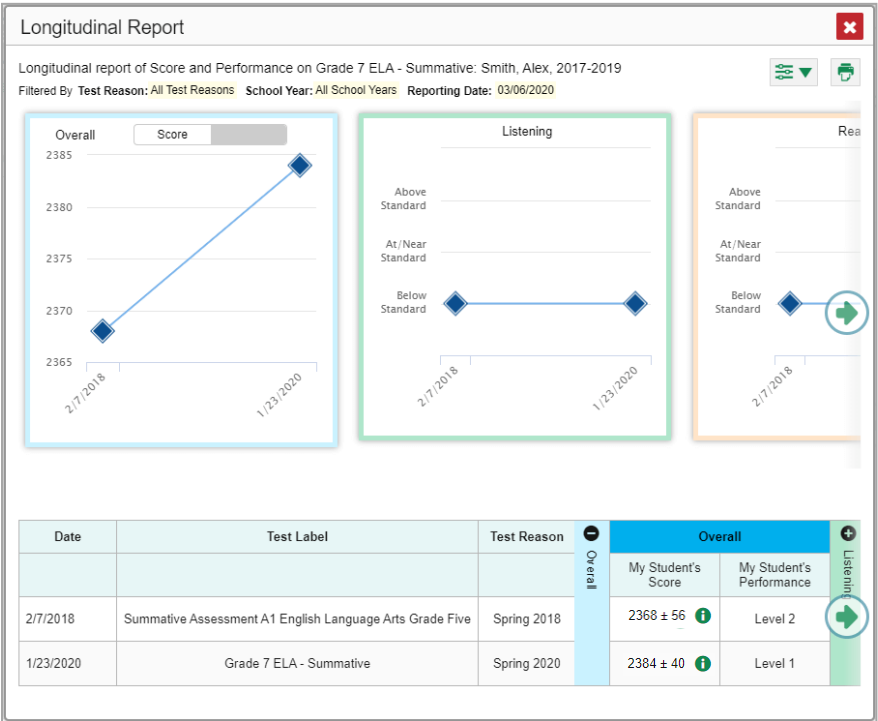 Longitudinal Report
Longitudinal report of Score and Performance on Grade 7 ELA - Summative: Smith, Alex, 2017-2019
Filtered By Test Reason: All Test Reasons School Year: All School Years Reporting Date: 03/06/2020
Overall
Score
2385
2380
2375
2370
2365
2/7/2018
1/23/2020
Listening
Above
Standard
At/Near
Standard
Below
Standard
2/7/2018
1/23/2020
Rea
Above
Standard
At/Near
Standard
Below
Standard
2/7/2018
Date
Test Label
Test Reason
Overall
Overall
My Student's
Score
My Student's
Performance
Listening
2/7/2018 Summative Assessment A1 English Language Arts Grade Five Spring 2018 2368 ± 56 Level 2
1/23/2020 Grade 7 ELA - Summative Spring 2020 2384 ± 40 Level 1